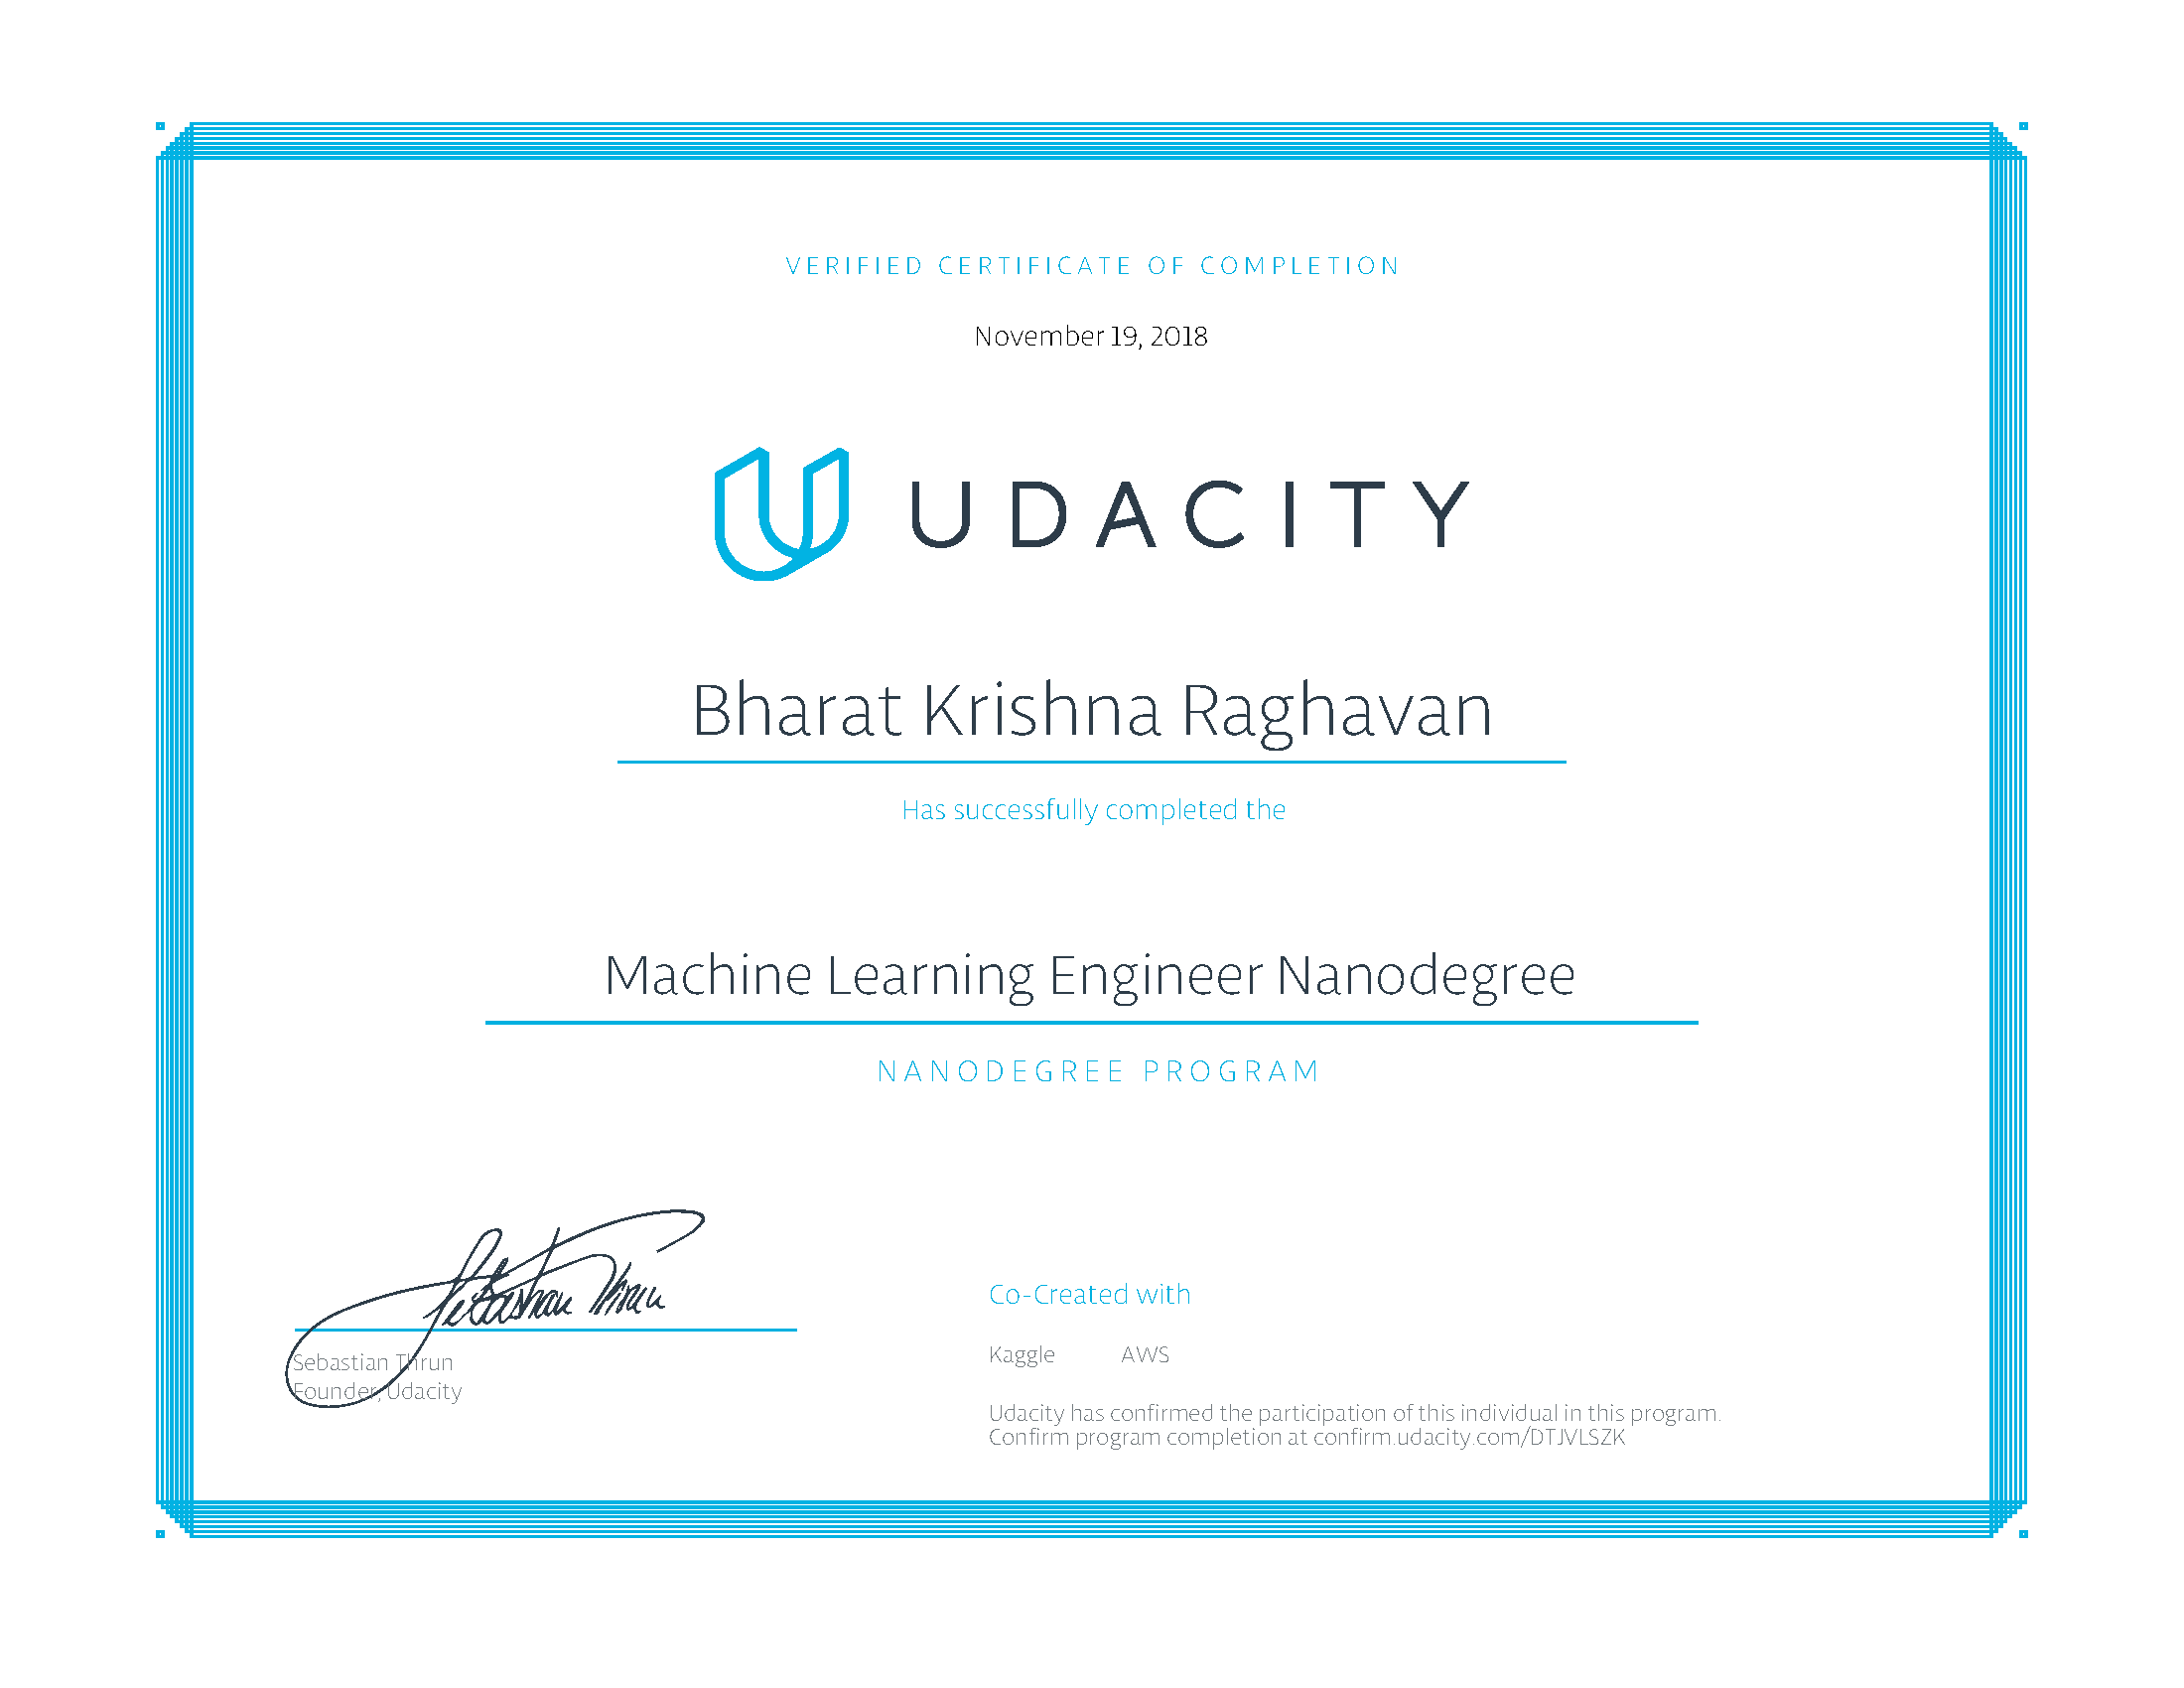 VERIFIED CERTIFICATE OF COMPLETION
November 19, 2018
UDACITY
Bharat Krishna Raghavan
Has successfully completed the
Machine Learning Engineer Nanodegree
NANODEGREE PROGRAM
Sebastian Thrun
Sebastian Thrun
Founder, Udacity
Co-Created with
Kaggle AWS
Udacity has confirmed the participation of this individual in this program.
Confirm program completion at confirm.udacity.com/DTJVLSZK